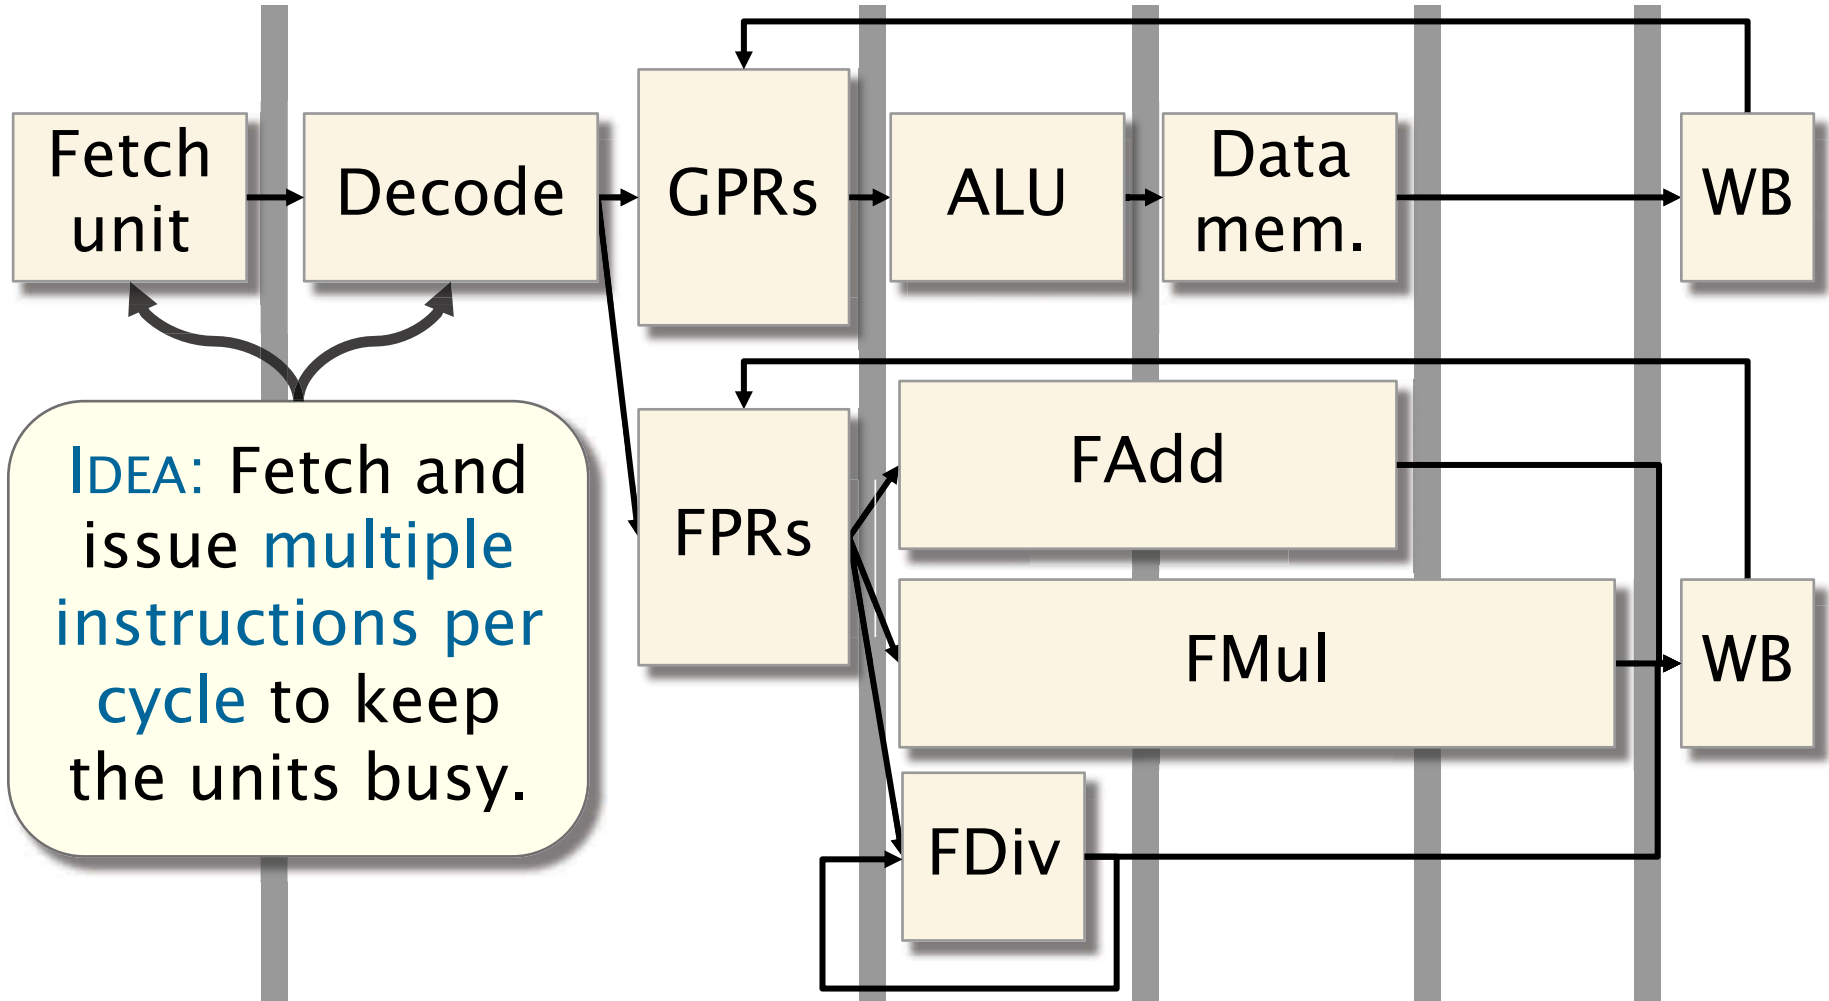 Fetch
unit
Decode
GPRs
ALU
Data
mem.
WB
IDEA: Fetch and
issue multiple
instructions per
cycle to keep
the units busy.
FPRs
FAdd
FMul
WB
FDiv